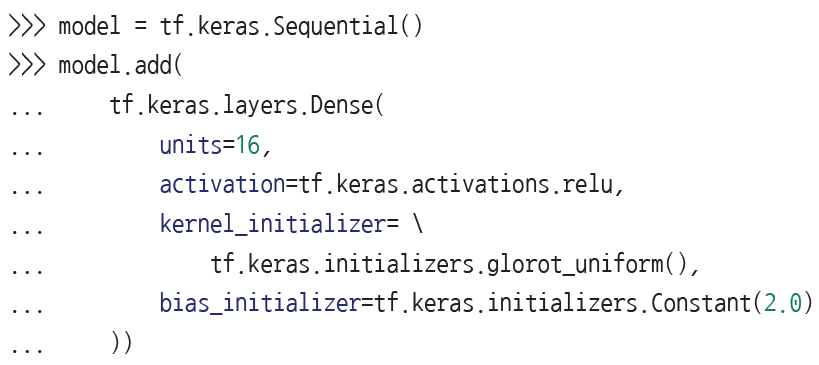 >>> model = tf.keras.Sequential()
>>> model.add(
...     tf.keras.layers.Dense(
...         units=16,
...         activation=tf.keras.activations.relu,
...         kernel_initializer= \
...             tf.keras.initializers.glorot_uniform(),
...         bias_initializer=tf.keras.initializers.Constant(2.0)
...     ))